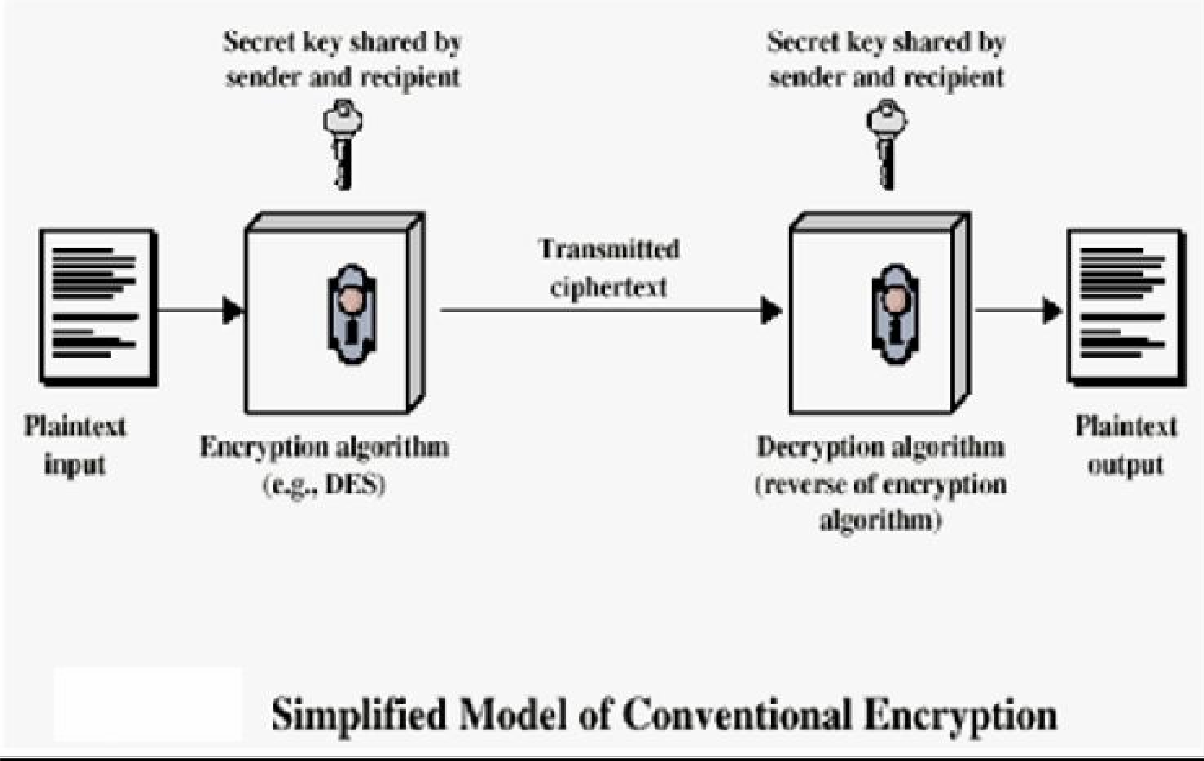 Secret key shared by
sender and recipient
Secret key shared by
sender and recipient
Transmitted
ciphertext
Plaintext
input
Encryption algorithm
(e.g., DES)
Decryption algorithm
(reverse of encryption
algorithm)
Plaintext
output
Simplified Model of Conventional Encryption